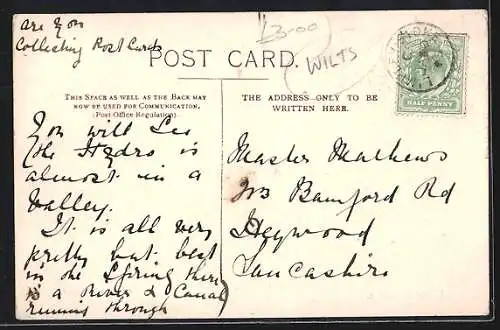 are you
Collecting Post Cards
£3-00
WILTS
POST CARD.
HALF PENNY
THIS SPACE AS WELL AS THE BACK MAY
NOW BE USED FOR COMMUNICATION.
(Post Office Regulation).
THE ADDRESS ONLY TO BE
WRITTEN HERE.
You will See
(the Hydro is
almost in a
Valley.
It is all very
pretty but best
in the Spring there
is a River & Canal
running through)
Master Mathews
Bamford Rd
Heywood
Lancashire